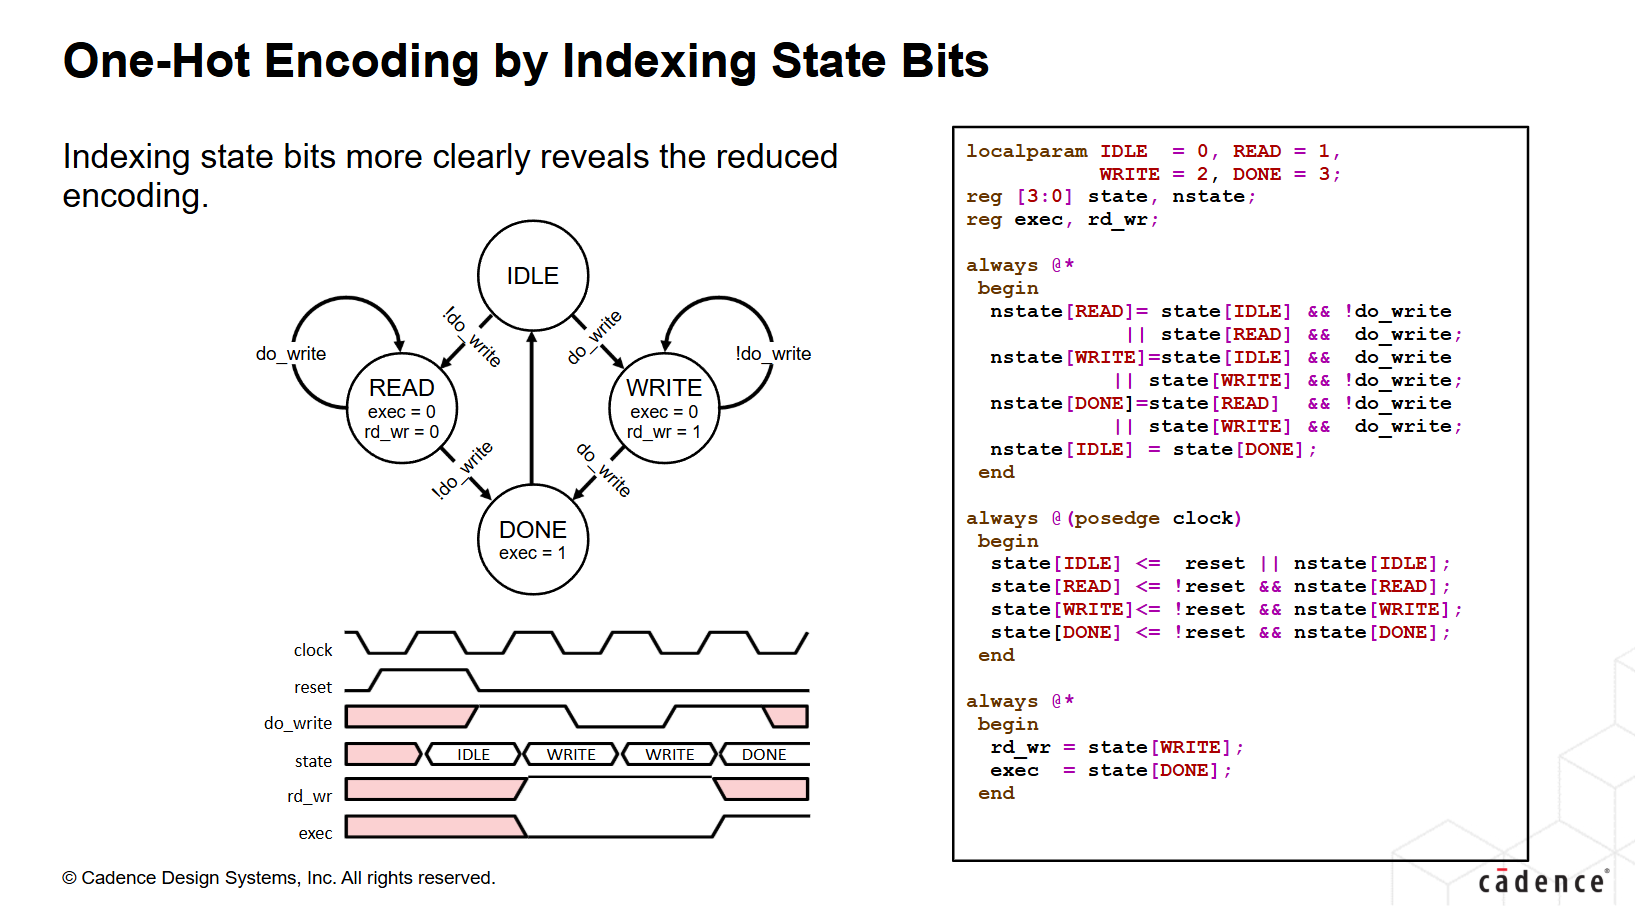 One-Hot Encoding by Indexing State Bits
Indexing state bits more clearly reveals the reduced
encoding.
IDLE
!do_write
do_write
do_write
!do_write
READ
exec = 0
rd_wr = 0
WRITE
exec = 0
rd_wr = 1
!do_write
do_write
DONE
exec = 1
clock
reset
do_write
state
IDLE
WRITE
WRITE
DONE
rd_wr
exec
localparam IDLE  = 0, READ = 1,
WRITE = 2, DONE = 3;
reg [3:0] state, nstate;
reg exec, rd_wr;
always @*
begin
nstate[READ]= state[IDLE] && !do_write
|| state[READ] &&  do_write;
nstate[WRITE]=state[IDLE] &&  do_write
|| state[WRITE] && !do_write;
nstate[DONE]=state[READ]  && !do_write
|| state[WRITE] &&  do_write;
nstate[IDLE] = state[DONE];
end
always @(posedge clock)
begin
state[IDLE] <=  reset || nstate[IDLE];
state[READ] <= !reset && nstate[READ];
state[WRITE]<= !reset && nstate[WRITE];
state[DONE] <= !reset && nstate[DONE];
end
always @*
begin
rd_wr = state[WRITE];
exec  = state[DONE];
end
© Cadence Design Systems, Inc. All rights reserved.
cādence®